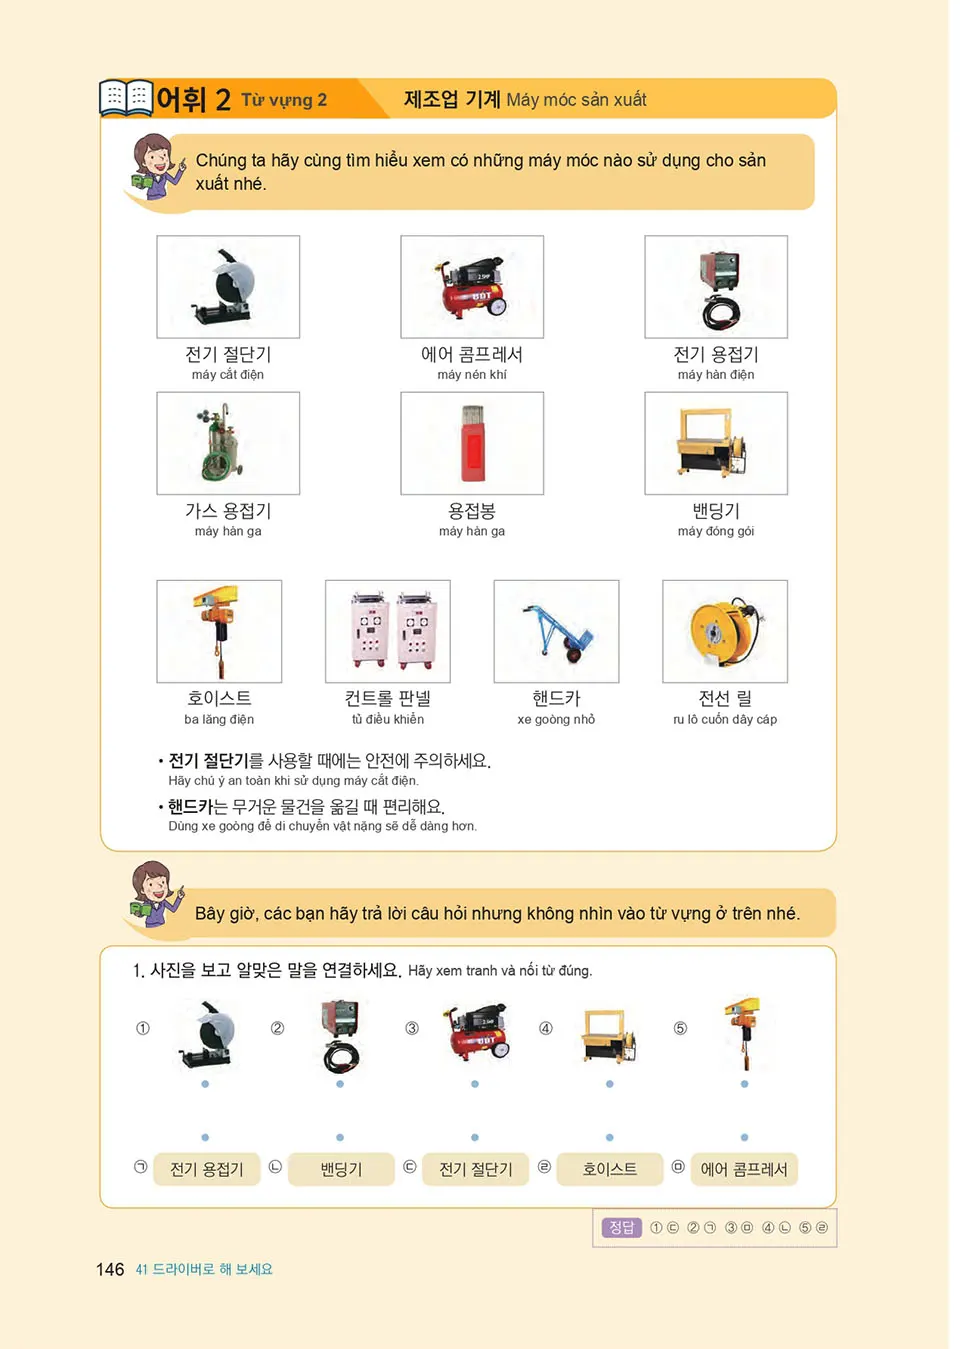 어휘 2 Từ vựng 2 제조업 기계 Máy móc sản xuất
Chúng ta hãy cùng tìm hiểu xem có những máy móc nào sử dụng cho sản
xuất nhé.
전기 절단기 에어 콤프레서 전기 용접기
máy cắt điện máy nén khí máy hàn điện
가스 용접기 용접봉 밴딩기
máy hàn ga máy hàn ga máy đóng gói
호이스트 컨트롤 판넬 핸드카 전선 릴
ba lăng điện tủ điều khiển xe goòng nhỏ ru lô cuốn dây cáp
• 전기 절단기를 사용할 때에는 안전에 주의하세요.
Hãy chú ý an toàn khi sử dụng máy cắt điện.
• 핸드카는 무거운 물건을 옮길 때 편리해요.
Dùng xe goòng để di chuyển vật nặng sẽ dễ dàng hơn.
Bây giờ, các bạn hãy trả lời câu hỏi nhưng không nhìn vào từ vựng ở trên nhé.
1. 사진을 보고 알맞은 말을 연결하세요. Hãy xem tranh và nối từ đúng.
① ② ③ ④ ⑤
㉠ 전기 용접기 ㉡ 밴딩기 ㉢ 전기 절단기 ㉣ 호이스트 ㉤ 에어 콤프레서
정답 ①㉢ ②㉠ ③㉤ ④㉡ ⑤㉣
146 41 드라이버로 해 보세요